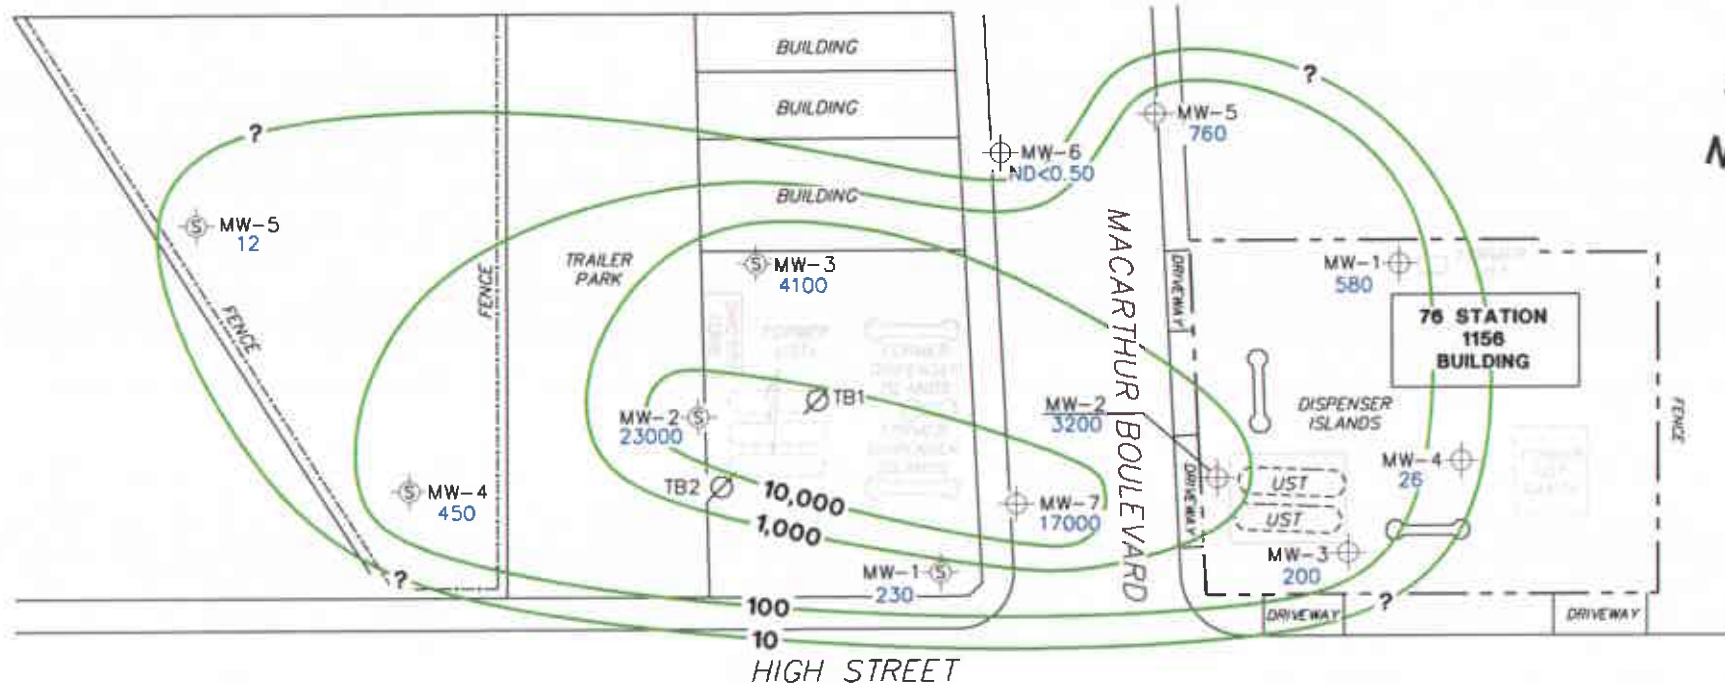 BUILDING
BUILDING
BUILDING
?
?
MW-5
760
MW-6
ND<0.50
MW-5
12
TRAILER
PARK
MW-3
4100
MACARTHUR BOULEVARD
DRIVEWAY
MW-1
580
FENCE
FENCE
76 STATION
1156
BUILDING
TB1
MW-2
23000
MW-2
3200
DISPENSER
ISLANDS
FENCE
MW-4
26
MW-4
450
TB2
10,000
1,000
MW-7
17000
DRIVEWAY
UST
UST
MW-3
200
MW-1
230
?
?
100
10
DRIVEWAY
DRIVEWAY
HIGH STREET